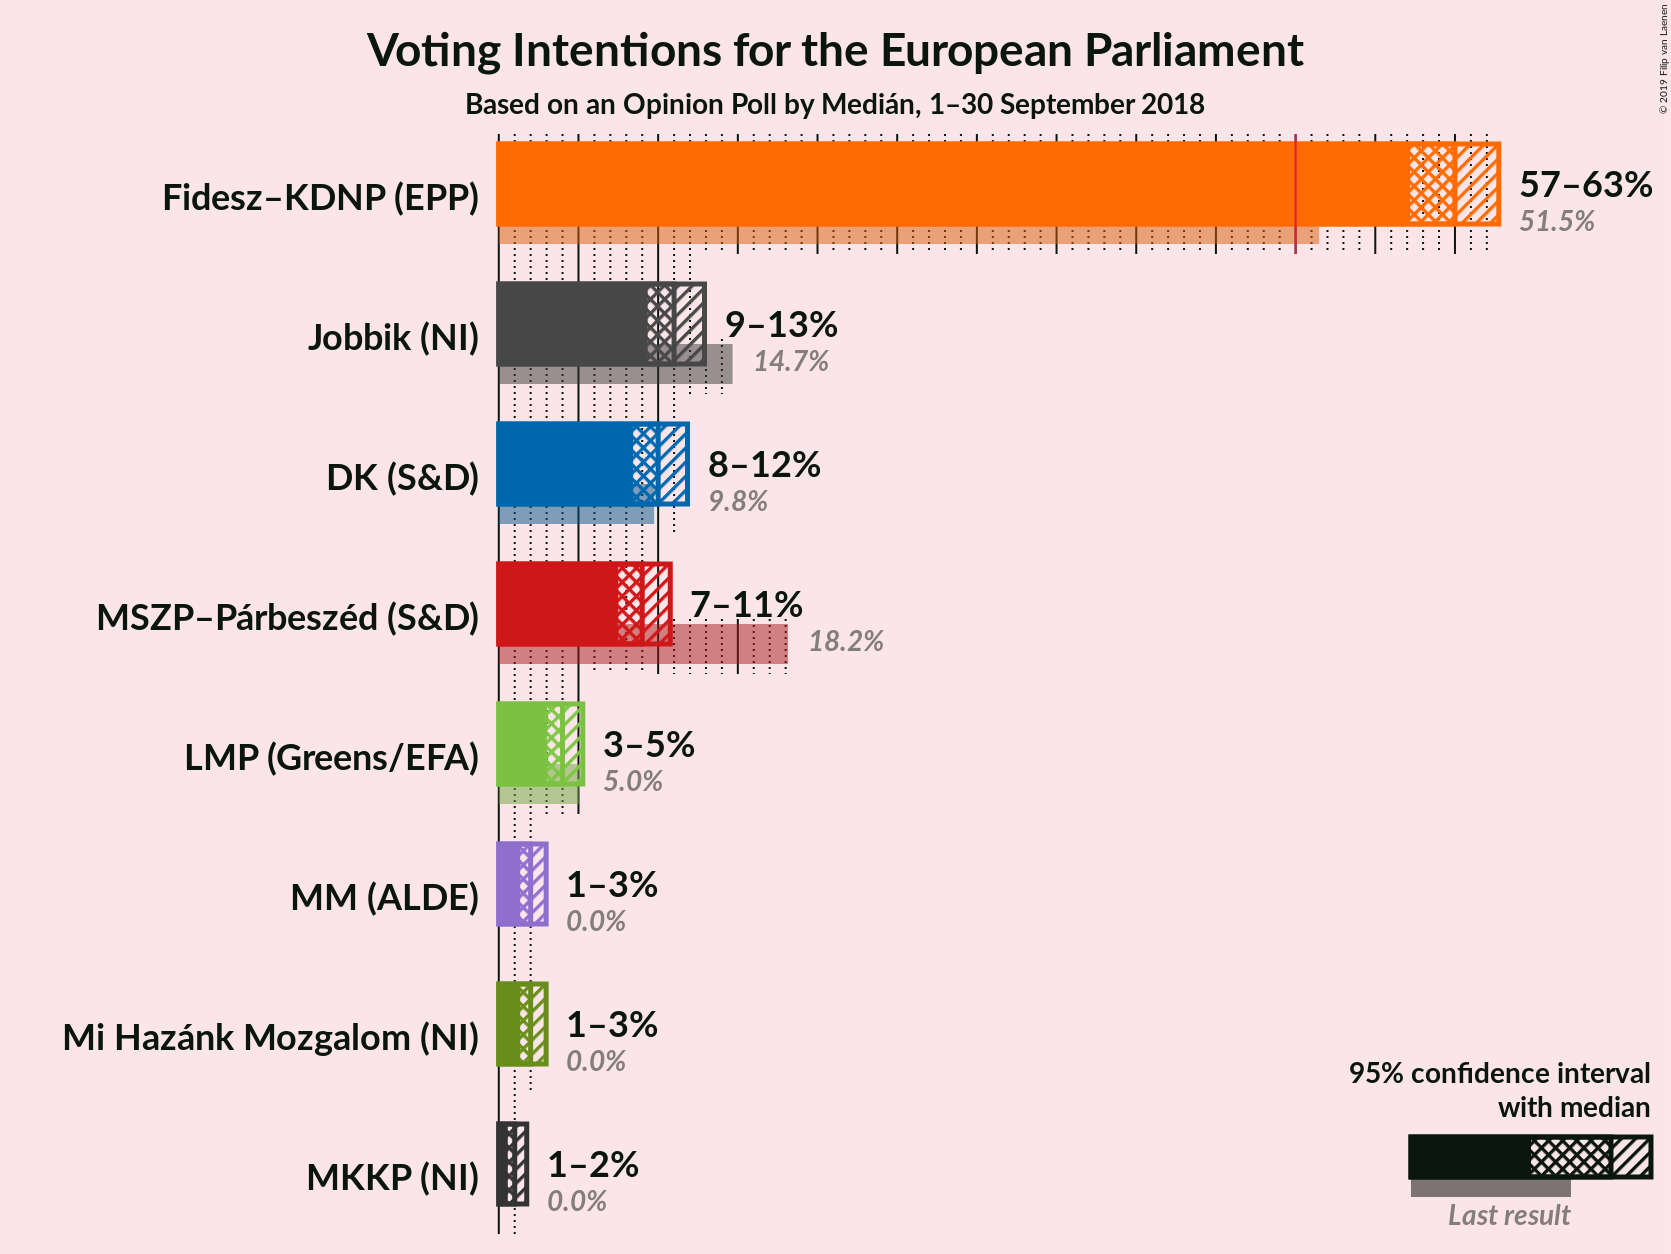 Voting Intentions for the European Parliament
Based on an Opinion Poll by Medián, 1–30 September 2018
© 2019 Filip van Laenen
Fidesz–KDNP (EPP)
57–63%
51.5%
Jobbik (NI)
9–13%
14.7%
DK (S&D)
8–12%
9.8%
MSZP–Párbeszéd (S&D)
7–11%
18.2%
LMP (Greens/EFA)
3–5%
5.0%
MM (ALDE)
1–3%
0.0%
Mi Hazánk Mozgalom (NI)
1–3%
0.0%
MKKP (NI)
1–2%
0.0%
95% confidence interval
with median
Last result